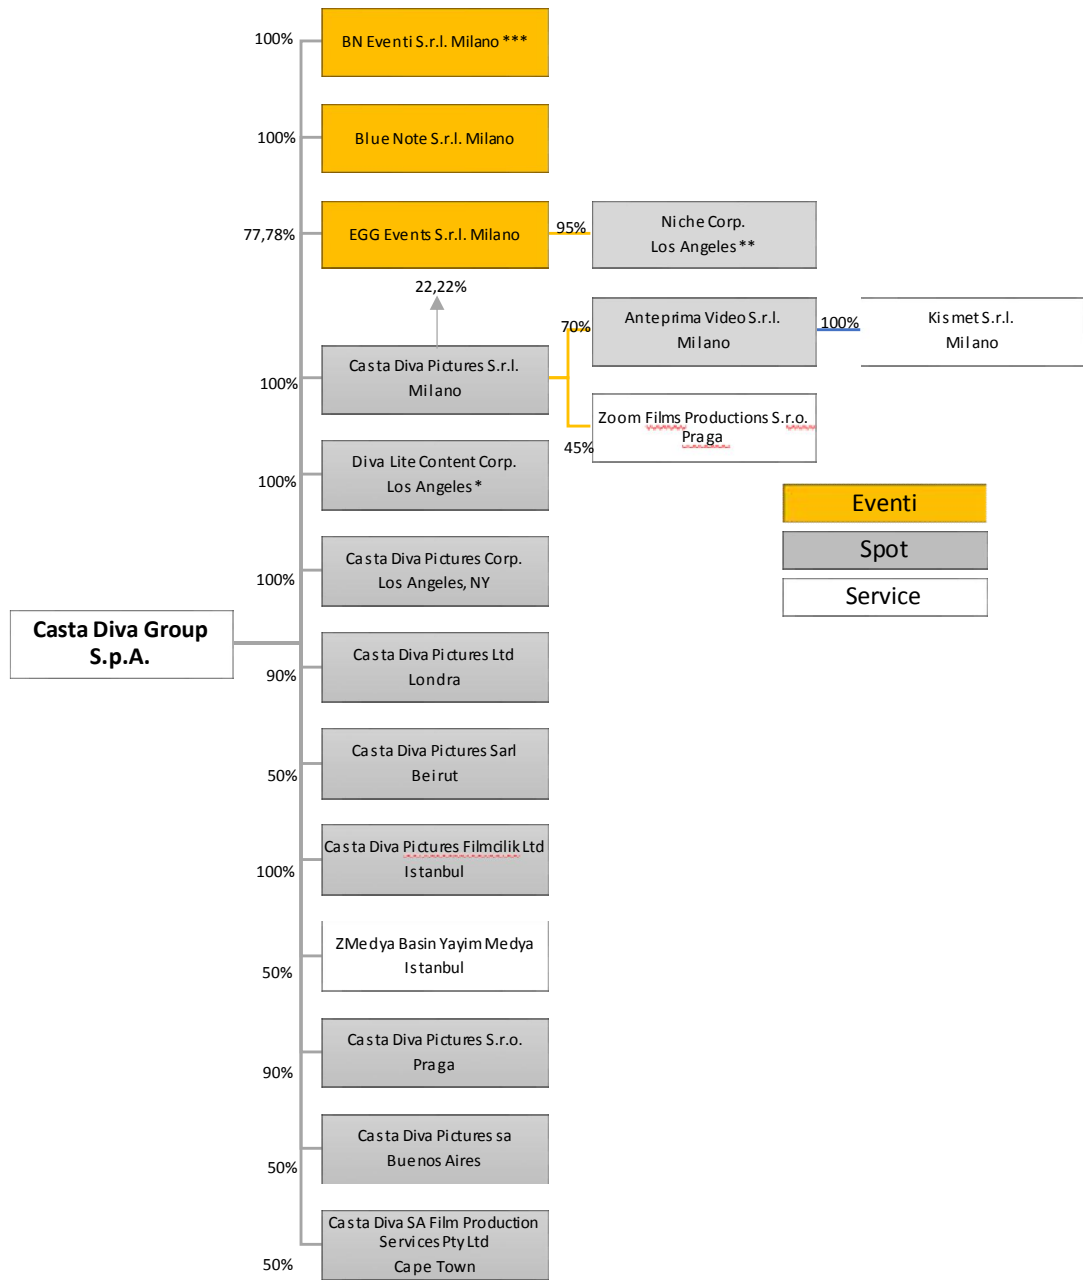 100%
BN Eventi S.r.l. Milano ***
100%
Blue Note S.r.l. Milano
77,78%
EGG Events S.r.l. Milano
95%
Niche Corp.
Los Angeles **
22,22%
100%
Casta Diva Pictures S.r.l.
Milano
70%
Anteprima Video S.r.l.
Milano
100%
Kismet S.r.l.
Milano
45%
Zoom Films Productions S.r.o.
Praga
100%
Diva Lite Content Corp.
Los Angeles *
Eventi
Spot
Service
100%
Casta Diva Pictures Corp.
Los Angeles, NY
Casta Diva Group
S.p.A.
90%
Casta Diva Pictures Ltd
Londra
50%
Casta Diva Pictures Sarl
Beirut
100%
Casta Diva Pictures Filmcilik Ltd
Istanbul
50%
ZMedya Basin Yayim Medya
Istanbul
90%
Casta Diva Pictures S.r.o.
Praga
50%
Casta Diva Pictures sa
Buenos Aires
50%
Casta Diva SA Film Production
Services Pty Ltd
Cape Town